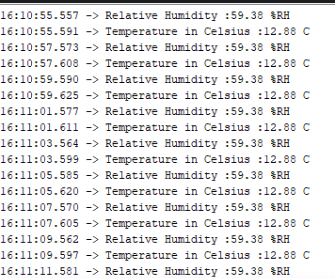 16:10:55.557 -> Relative Humidity :59.38 %RH
16:10:55.591 -> Temperature in Celsius :12.88 C
16:10:57.573 -> Relative Humidity :59.38 %RH
16:10:57.608 -> Temperature in Celsius :12.88 C
16:10:59.590 -> Relative Humidity :59.38 %RH
16:10:59.625 -> Temperature in Celsius :12.88 C
16:11:01.577 -> Relative Humidity :59.38 %RH
16:11:01.611 -> Temperature in Celsius :12.88 C
16:11:03.564 -> Relative Humidity :59.38 %RH
16:11:03.599 -> Temperature in Celsius :12.88 C
16:11:05.585 -> Relative Humidity :59.38 %RH
16:11:05.620 -> Temperature in Celsius :12.88 C
16:11:07.570 -> Relative Humidity :59.38 %RH
16:11:07.605 -> Temperature in Celsius :12.88 C
16:11:09.562 -> Relative Humidity :59.38 %RH
16:11:09.597 -> Temperature in Celsius :12.88 C
16:11:11.581 -> Relative Humidity :59.38 %RH